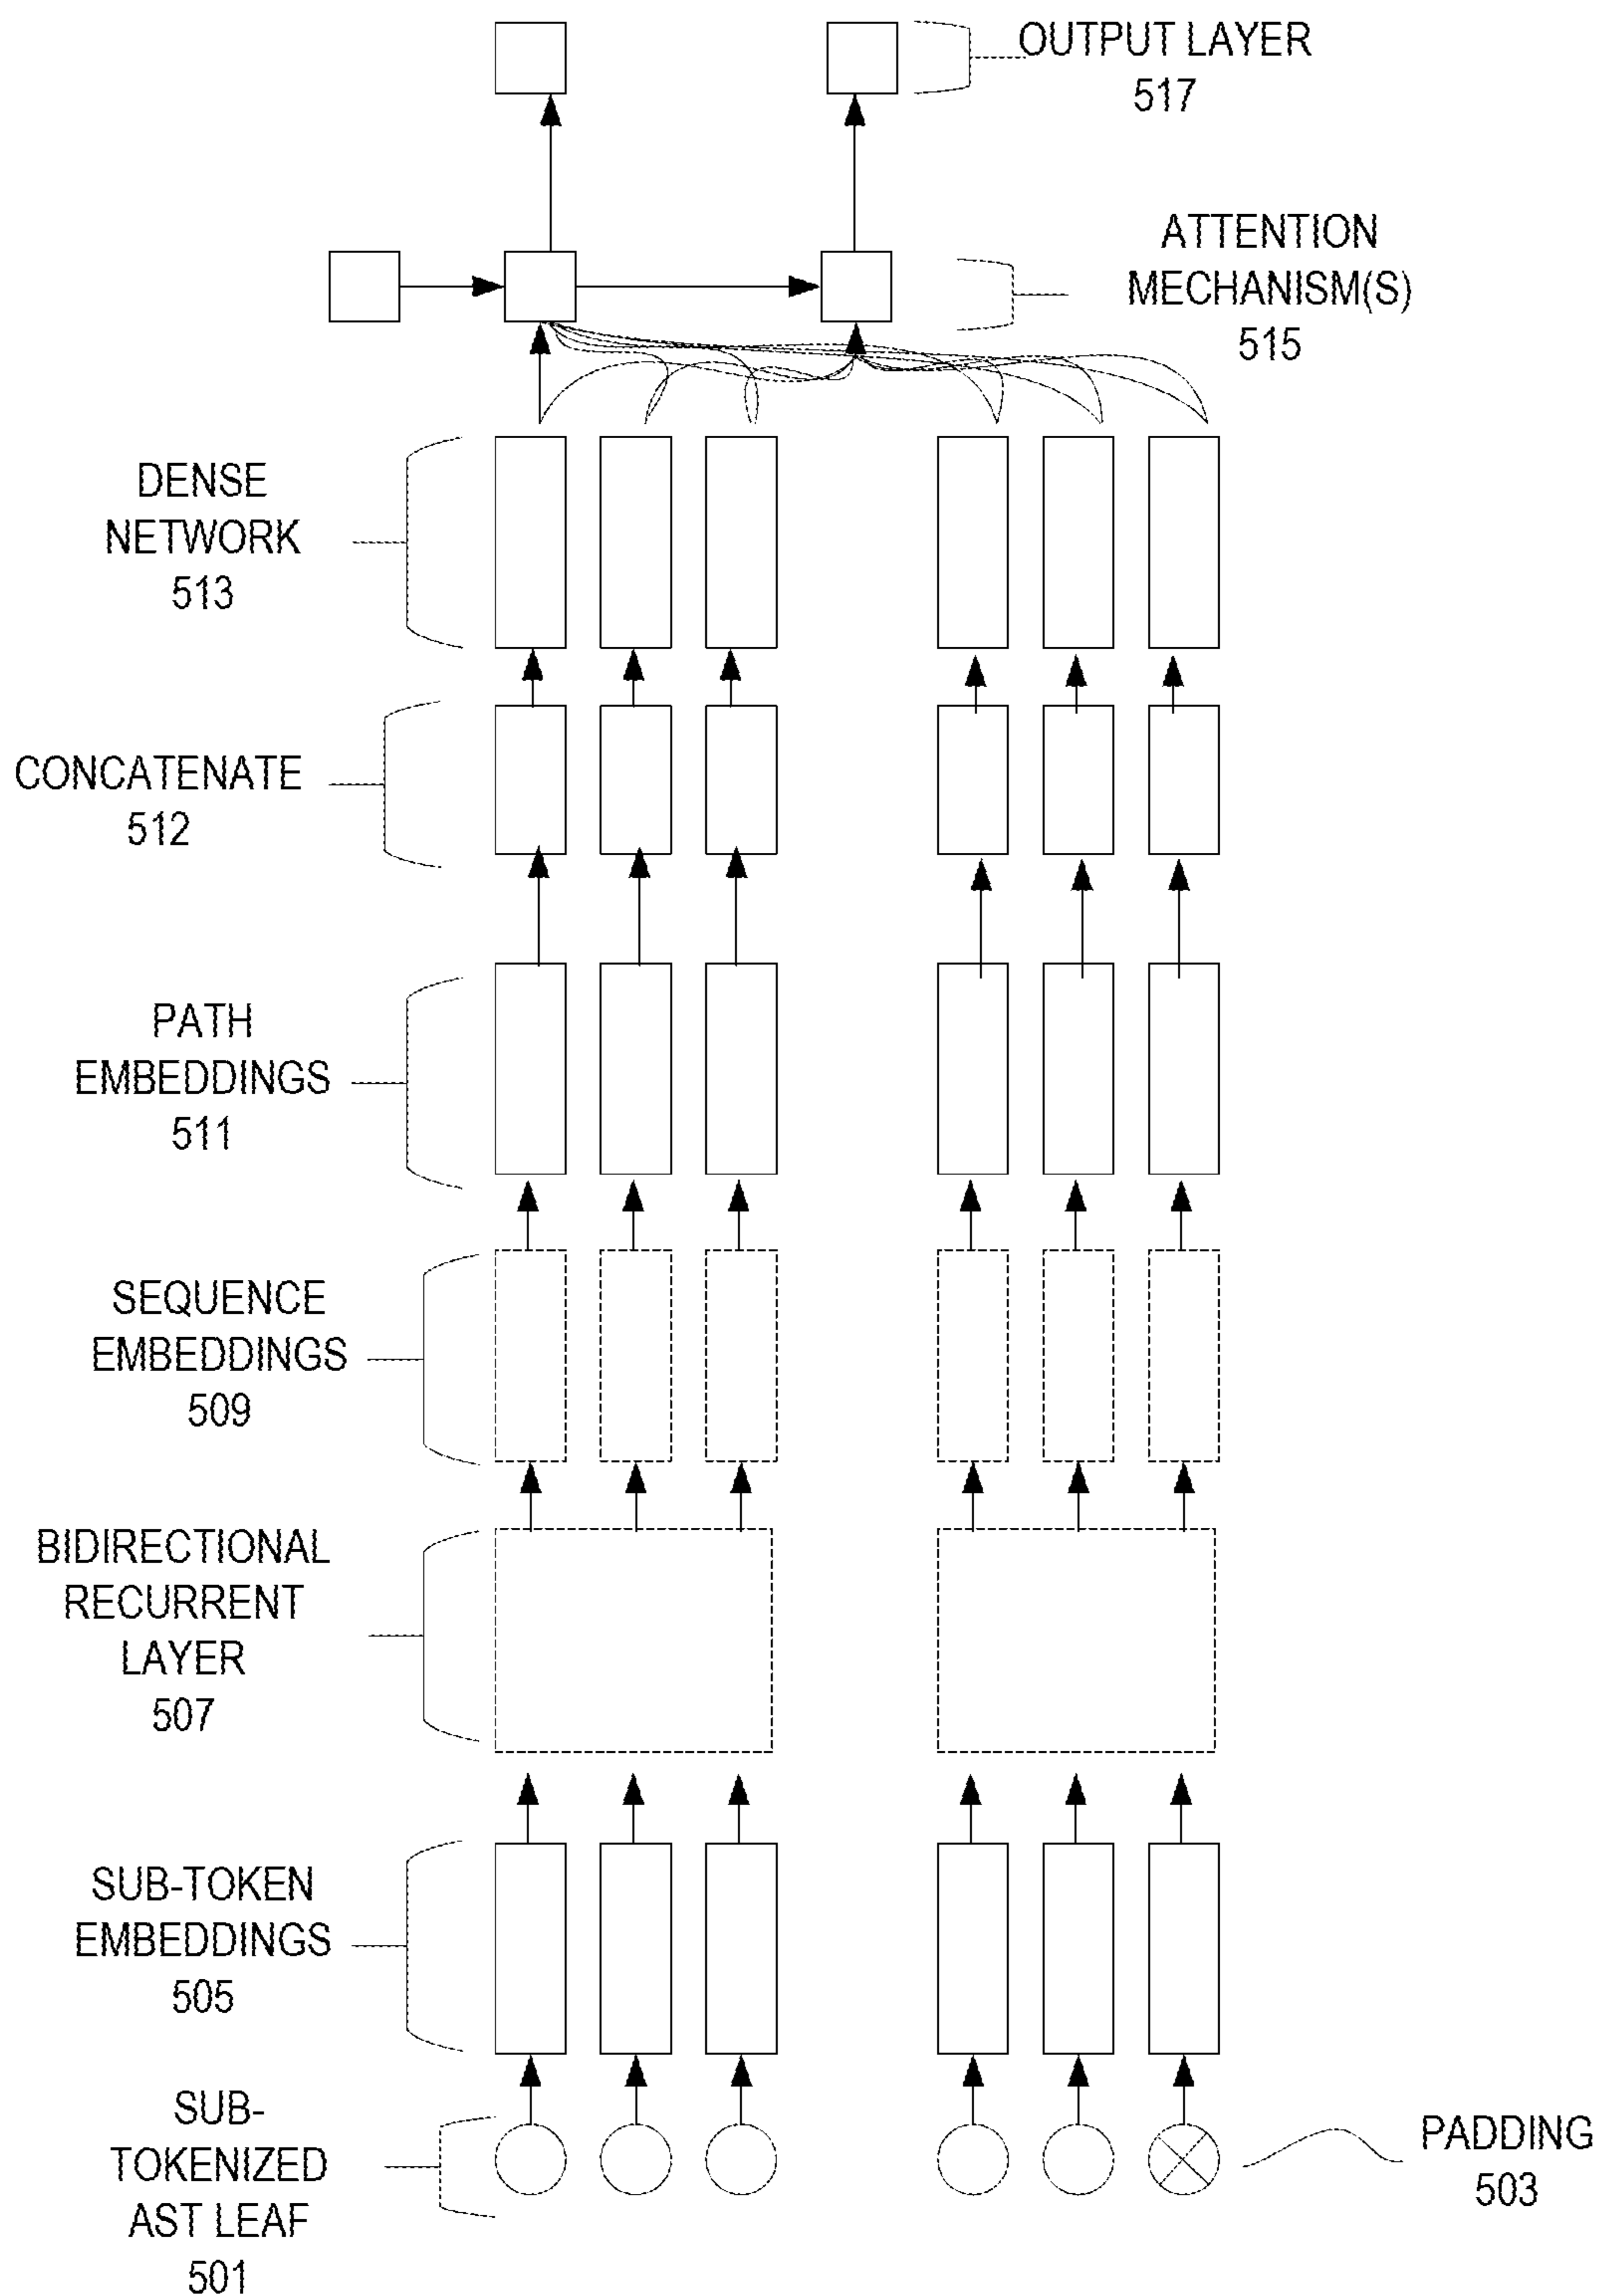 OUTPUT LAYER
517
ATTENTION
MECHANISM(S)
515
DENSE
NETWORK
513
CONCATENATE
512
PATH
EMBEDDINGS
511
SEQUENCE
EMBEDDINGS
509
BIDIRECTIONAL
RECURRENT
LAYER
507
SUB-TOKEN
EMBEDDINGS
505
SUB-
TOKENIZED
AST LEAF
501
PADDING
503